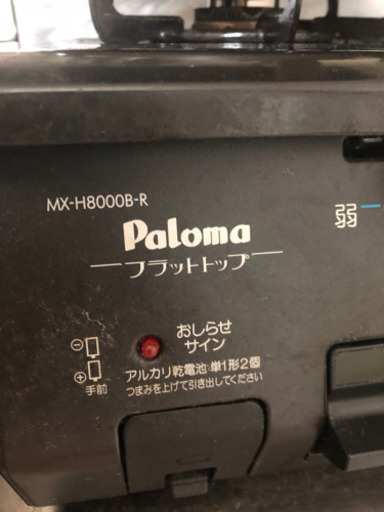 MX-H8000B-R
Paloma
フラットトップ
弱
おしらせ
サイン
アルカリ乾電池 単1形2個
つまみを上げて引き出してください
⊖
⊕
手前